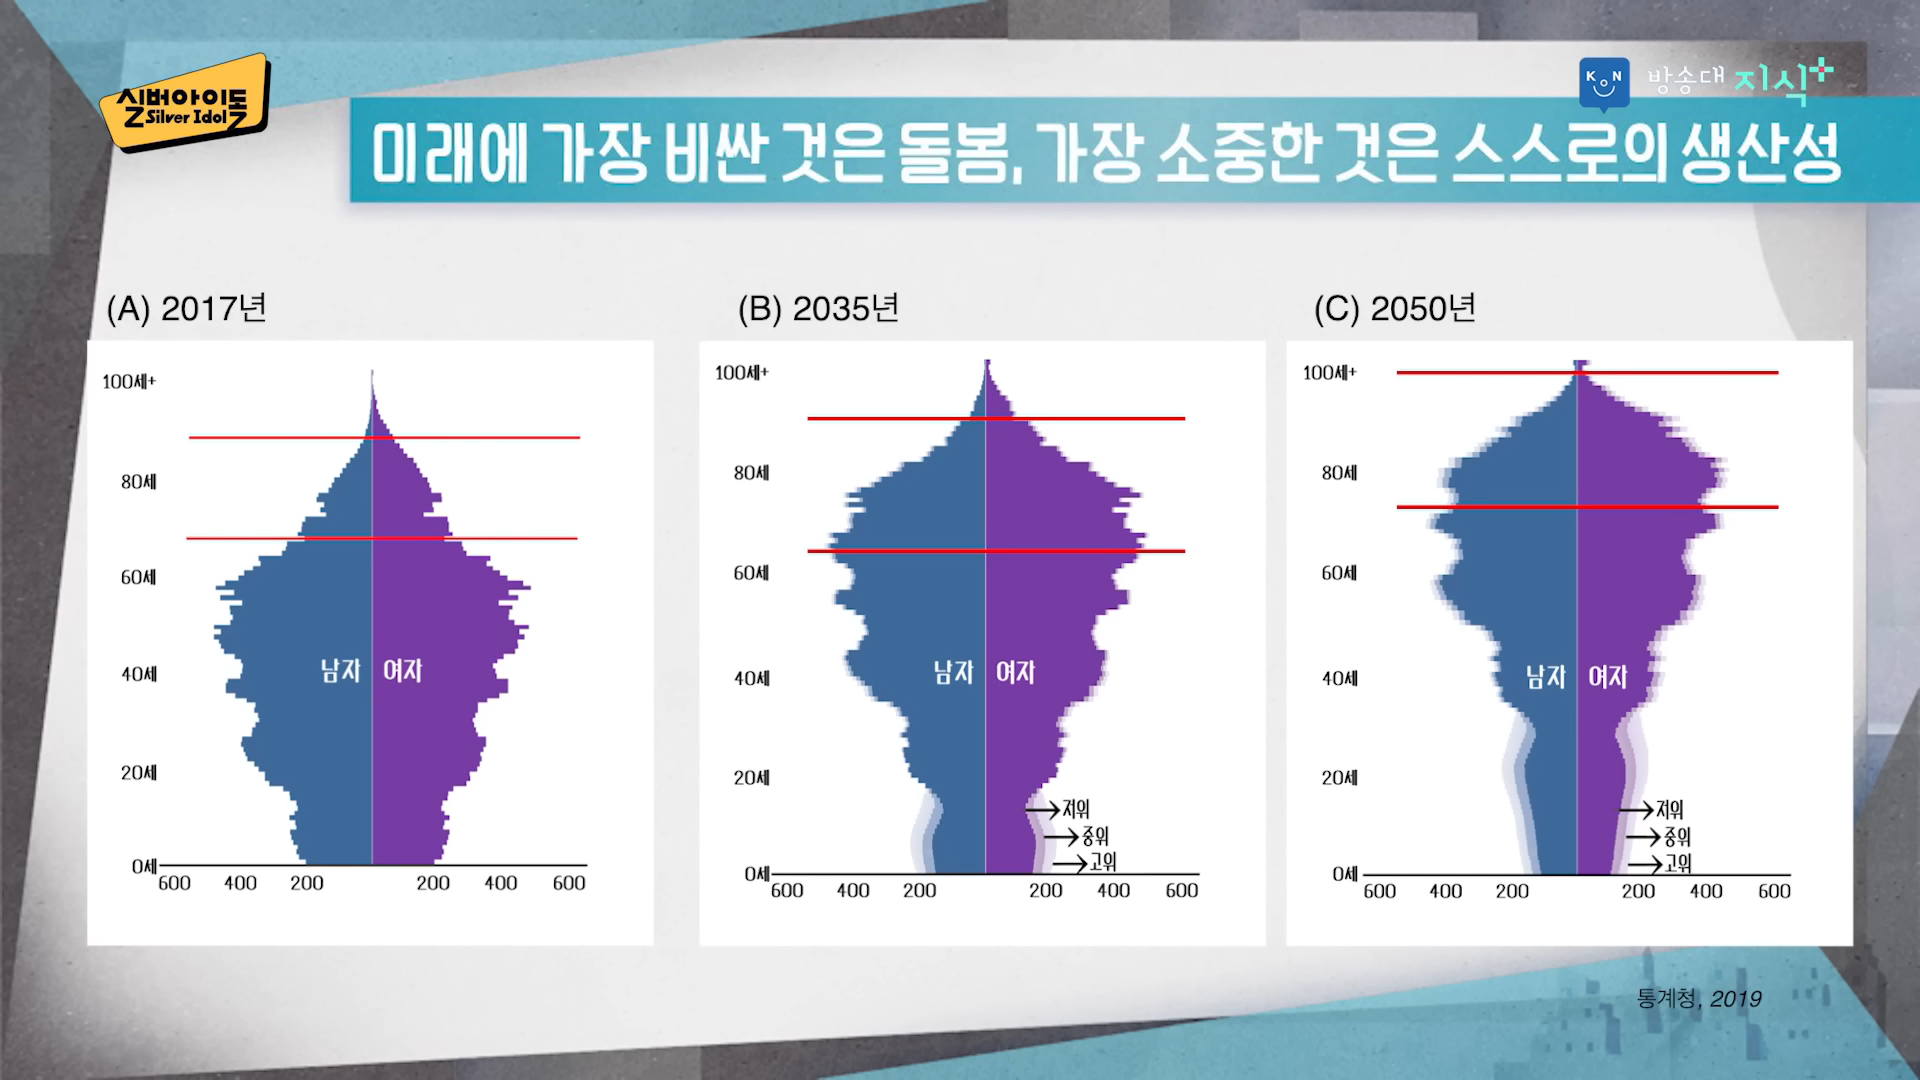 실버아이돌
Silver Idol
KON
방송대 지식+
미래에 가장 비싼 것은 돌봄, 가장 소중한 것은 스스로의 생산성
(A) 2017년
100세+
80세
60세
40세
20세
0세
남자 여자
600 400 200 200 400 600
(B) 2035년
100세+
80세
60세
40세
20세
0세
남자 여자
저위
중위
고위
600 400 200 200 400 600
(C) 2050년
100세+
80세
60세
40세
20세
0세
남자 여자
저위
중위
고위
600 400 200 200 400 600
통계청, 2019